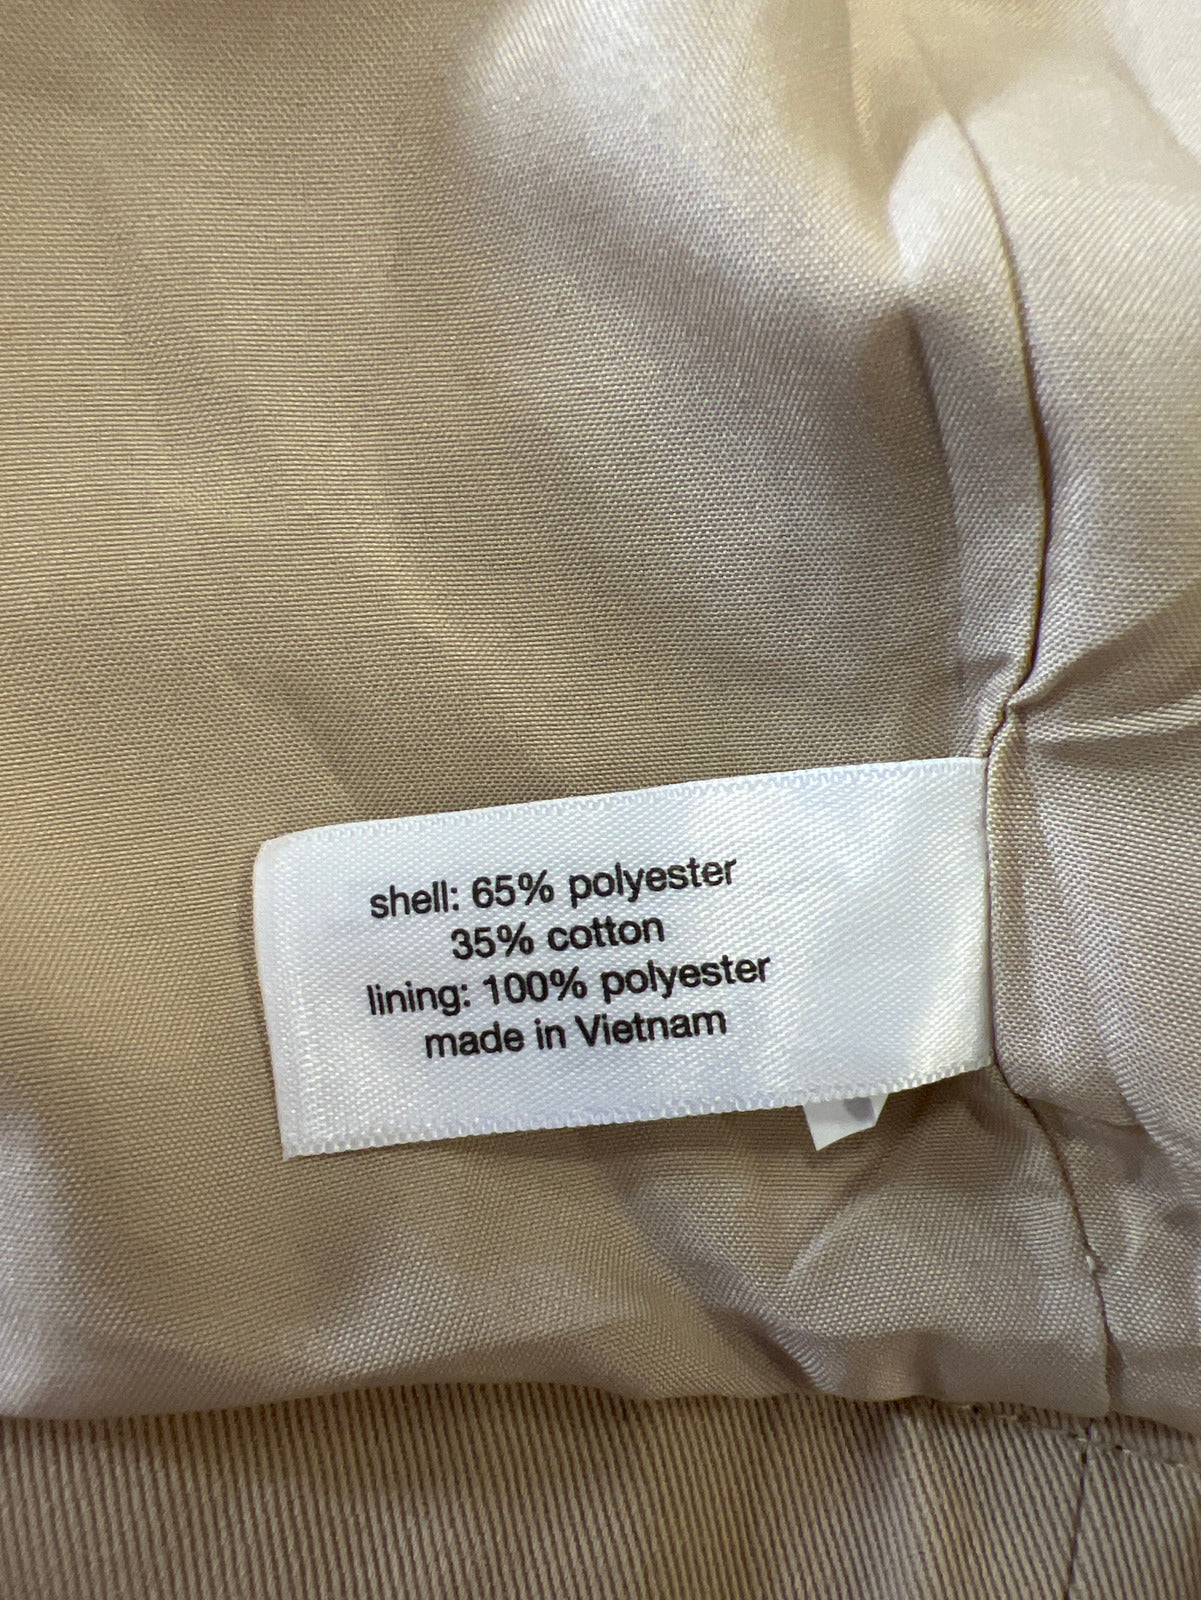 shell: 65% polyester
35% cotton
lining: 100% polyester
made in Vietnam